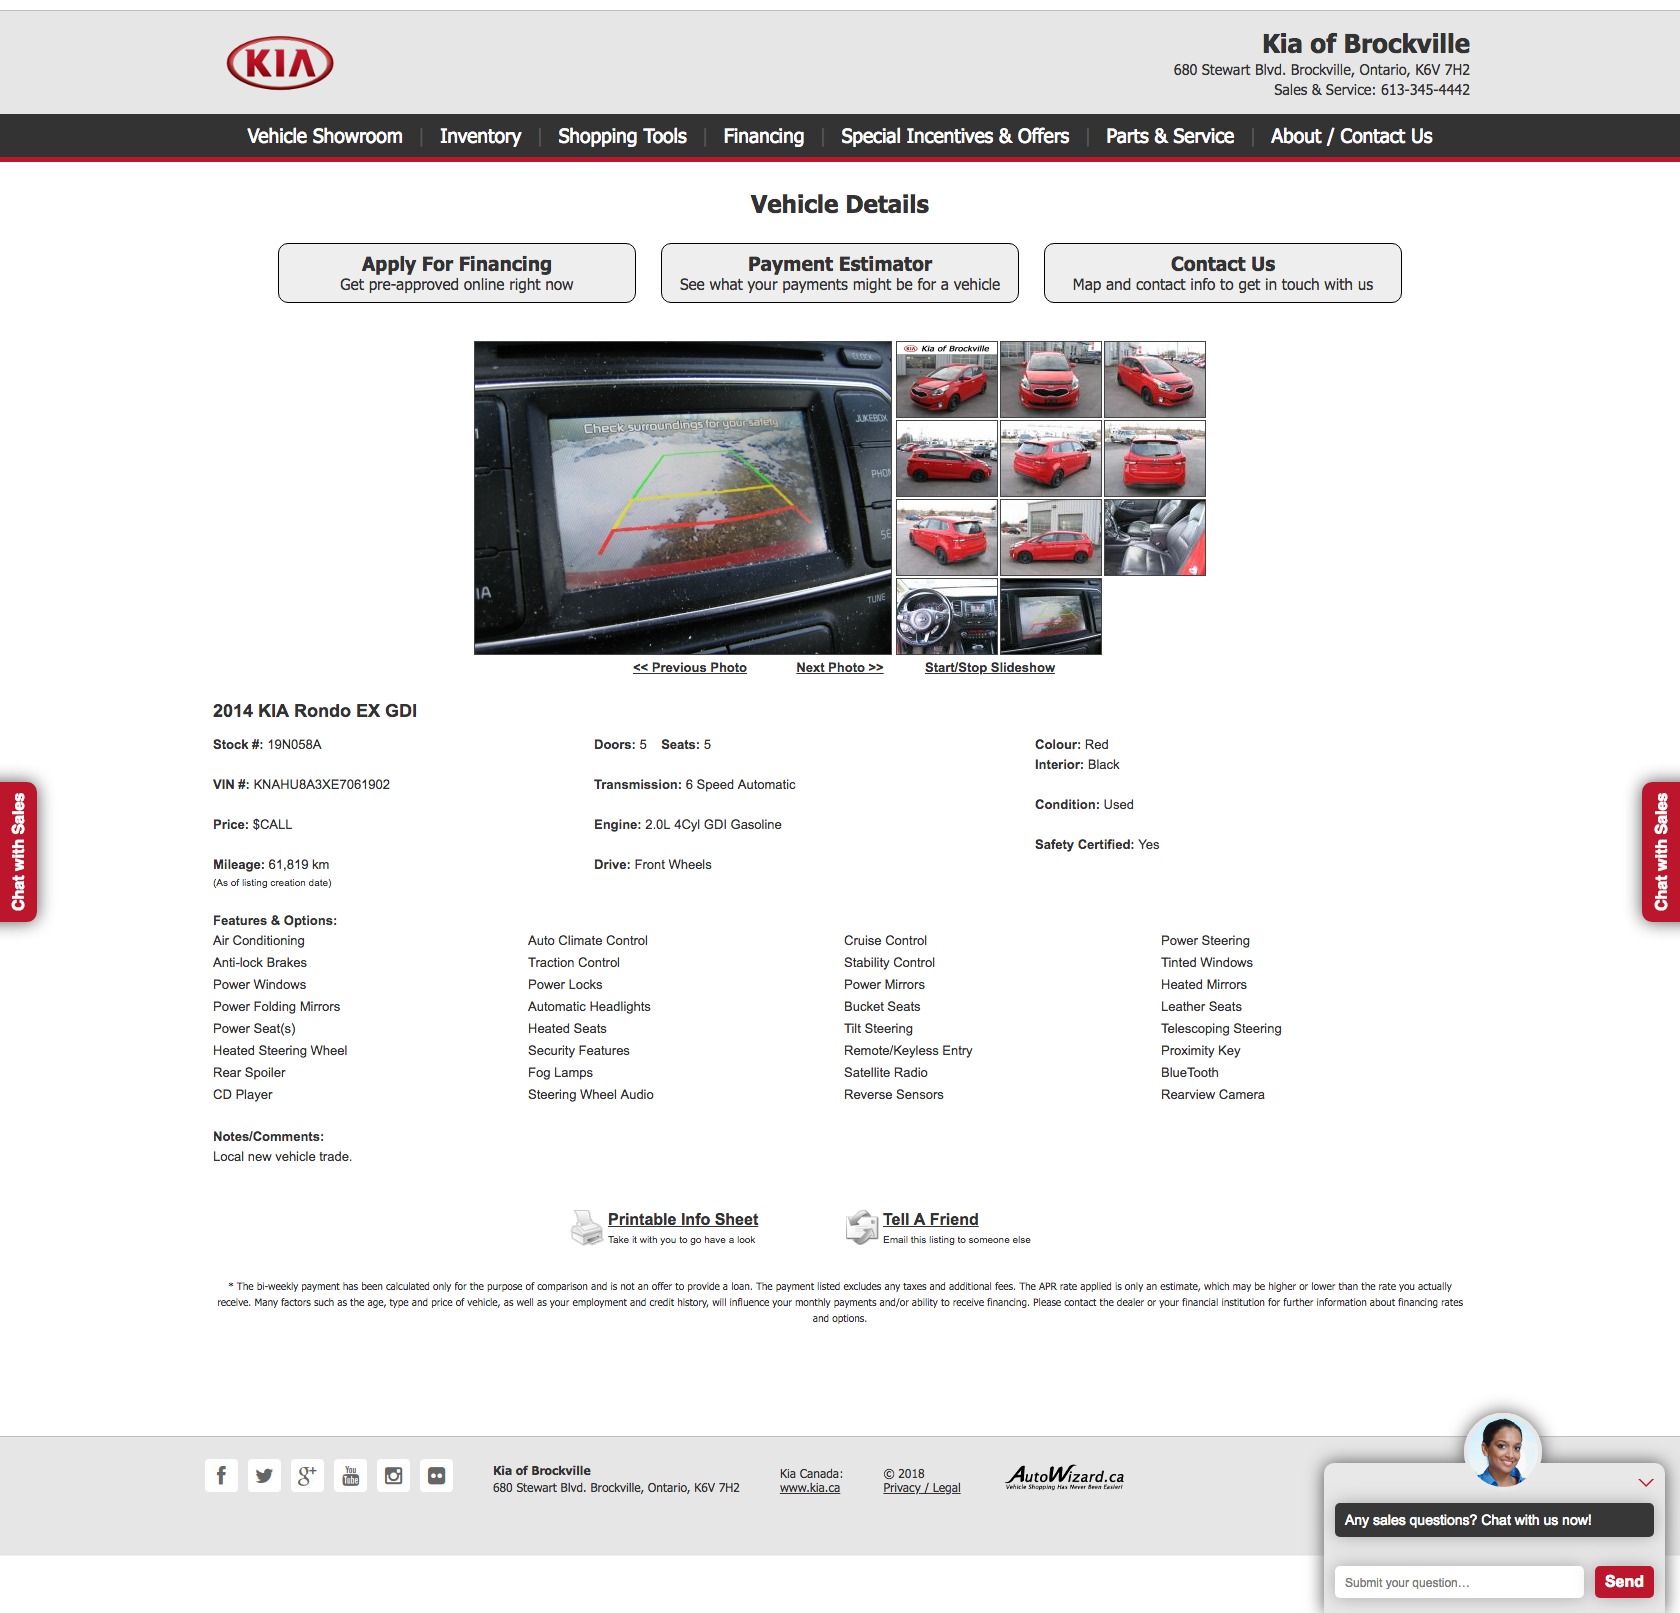 KIA
Kia of Brockville
680 Stewart Blvd. Brockville, Ontario, K6V 7H2
Sales & Service: 613-345-4442
Vehicle Showroom | Inventory | Shopping Tools | Financing | Special Incentives & Offers | Parts & Service | About / Contact Us
Vehicle Details
Apply For Financing
Get pre-approved online right now
Payment Estimator
See what your payments might be for a vehicle
Contact Us
Map and contact info to get in touch with us
CLOCK
JUKEBOX
Check surroundings for your safety
PHON
SE
IA
TUNE
KIA Kia of Brockville
<< Previous Photo
Next Photo >>
Start/Stop Slideshow
2014 KIA Rondo EX GDI
Stock #: 19N058A
VIN #: KNAHU8A3XE7061902
Price: $CALL
Mileage: 61,819 km
(As of listing creation date)
Doors: 5 Seats: 5
Transmission: 6 Speed Automatic
Engine: 2.0L 4Cyl GDI Gasoline
Drive: Front Wheels
Colour: Red
Interior: Black
Condition: Used
Safety Certified: Yes
Chat with Sales
Chat with Sales
Features & Options:
Air Conditioning Auto Climate Control Cruise Control Power Steering
Anti-lock Brakes Traction Control Stability Control Tinted Windows
Power Windows Power Locks Power Mirrors Heated Mirrors
Power Folding Mirrors Automatic Headlights Bucket Seats Leather Seats
Power Seat(s) Heated Seats Tilt Steering Telescoping Steering
Heated Steering Wheel Security Features Remote/Keyless Entry Proximity Key
Rear Spoiler Fog Lamps Satellite Radio BlueTooth
CD Player Steering Wheel Audio Reverse Sensors Rearview Camera
Notes/Comments:
Local new vehicle trade.
Printable Info Sheet
Take it with you to go have a look
Tell A Friend
Email this listing to someone else
* The bi-weekly payment has been calculated only for the purpose of comparison and is not an offer to provide a loan. The payment listed excludes any taxes and additional fees. The APR rate applied is only an estimate, which may be higher or lower than the rate you actually
receive. Many factors such as the age, type and price of vehicle, as well as your employment and credit history, will influence your monthly payments and/or ability to receive financing. Please contact the dealer or your financial institution for further information about financing rates
and options.
f
g+
You
Tube
Kia of Brockville
680 Stewart Blvd. Brockville, Ontario, K6V 7H2
Kia Canada:
www.kia.ca
© 2018
Privacy / Legal
AutoWizard.ca
Vehicle Shopping Has Never Been Easier!
Any sales questions? Chat with us now!
Submit your question...
Send